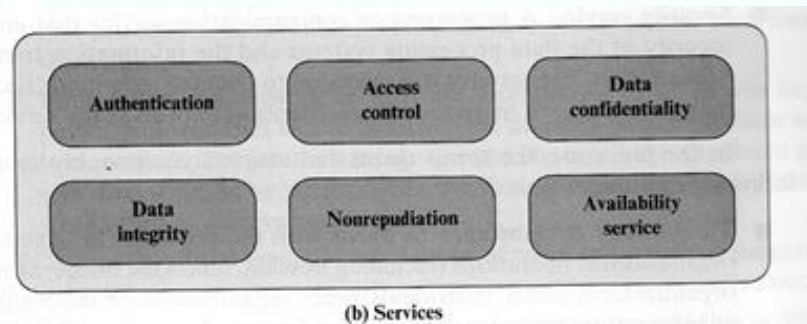 Authentication
Access
control
Data
confidentiality
Data
integrity
Nonrepudiation
Availability
service
(b) Services